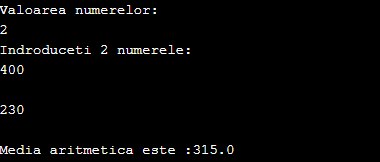 Valoarea numerelor:
2
Indroduceti 2 numerele:
400
230
Media aritmetica este :315.0